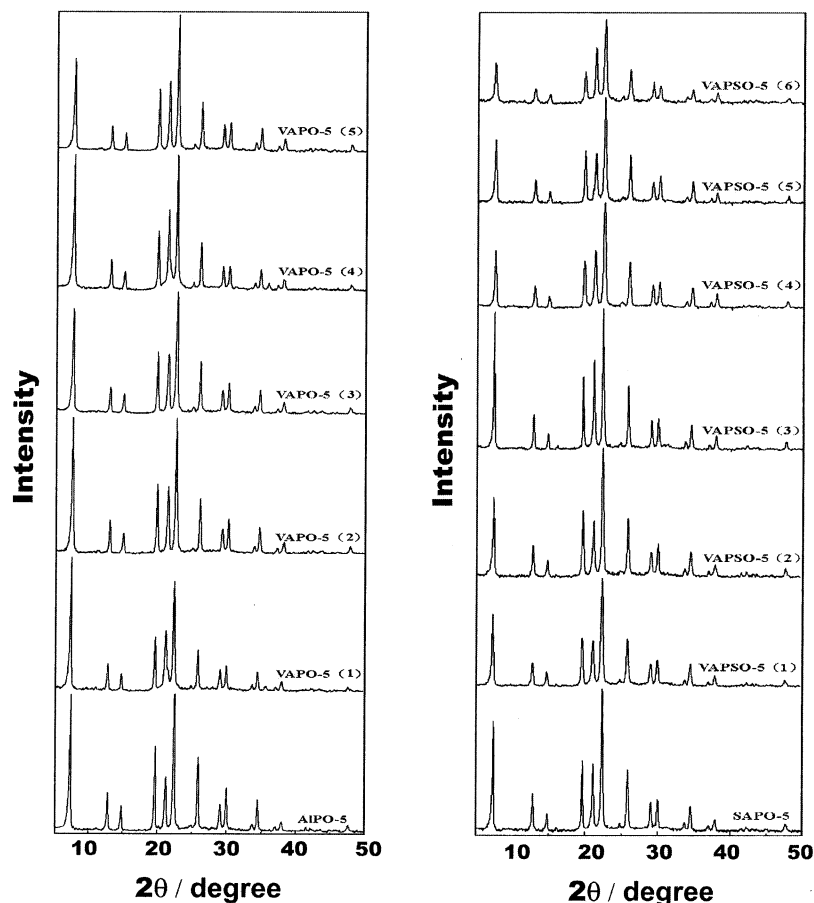 VAPO-5 (5)
VAPO-5 (4)
VAPO-5 (3)
VAPO-5 (2)
VAPO-5 (1)
AlPO-5
Intensity
10 20 30 40 50
2θ / degree
VAPSO-5 (6)
VAPSO-5 (5)
VAPSO-5 (4)
VAPSO-5 (3)
VAPSO-5 (2)
VAPSO-5 (1)
SAPO-5
Intensity
10 20 30 40 50
2θ / degree